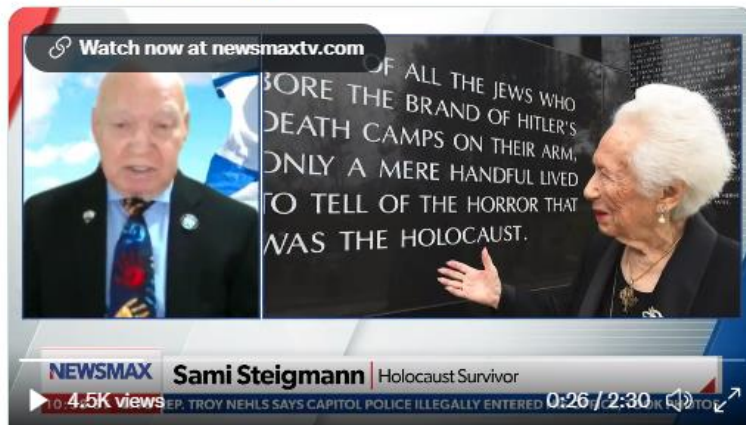 Watch now at newsmaxtv.com
OF ALL THE JEWS WHO
BORE THE BRAND OF HITLER'S
DEATH CAMPS ON THEIR ARM,
ONLY A MERE HANDFUL LIVED
TO TELL OF THE HORROR THAT
WAS THE HOLOCAUST.
NEWSMAX
Sami Steigmann | Holocaust Survivor
4.5K views
0:26 / 2:30
REP. TROY NEHLS SAYS CAPITOL POLICE ILLEGALLY ENTERED